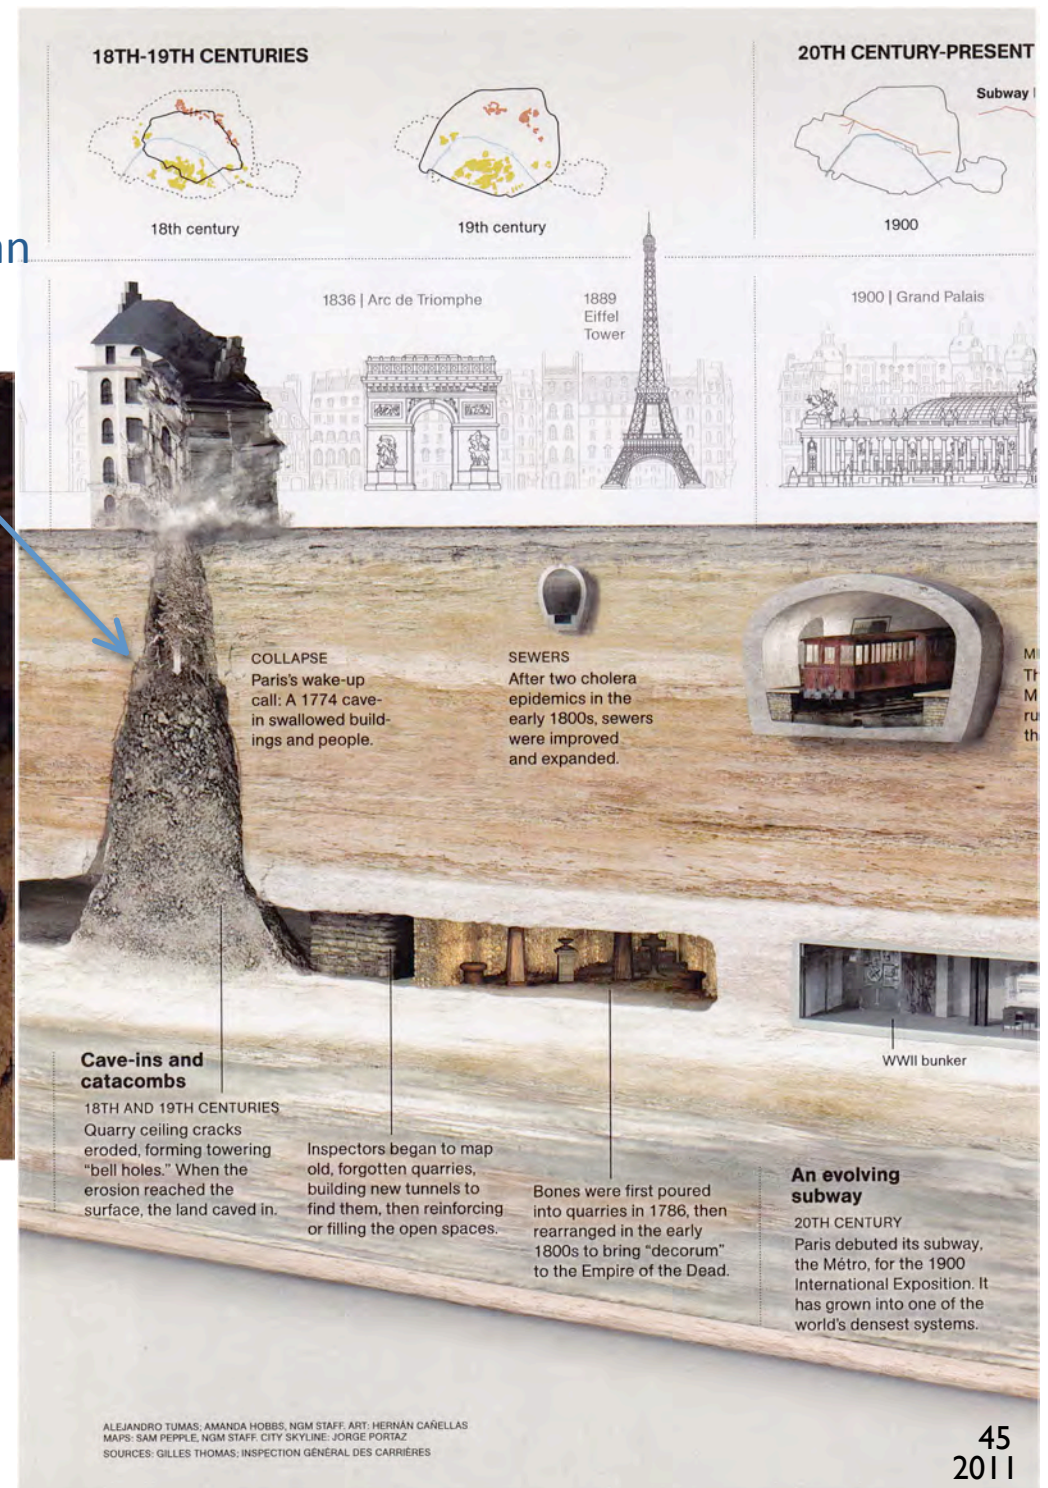 18TH-19TH CENTURIES
20TH CENTURY-PRESENT
Subway
18th century
19th century
1900
1836 | Arc de Triomphe
1889
Eiffel
Tower
1900 | Grand Palais
COLLAPSE
Paris's wake-up
call: A 1774 cave-
in swallowed build-
ings and people.
SEWERS
After two cholera
epidemics in the
early 1800s, sewers
were improved
and expanded.
WWII bunker
Cave-ins and
catacombs
18TH AND 19TH CENTURIES
Quarry ceiling cracks
eroded, forming towering
"bell holes." When the
erosion reached the
surface, the land caved in.
Inspectors began to map
old, forgotten quarries,
building new tunnels to
find them, then reinforcing
or filling the open spaces.
Bones were first poured
into quarries in 1786, then
rearranged in the early
1800s to bring "decorum"
to the Empire of the Dead.
An evolving
subway
20TH CENTURY
Paris debuted its subway,
the Métro, for the 1900
International Exposition. It
has grown into one of the
world's densest systems.
ALEJANDRO TUMAS; AMANDA HOBBS, NGM STAFF. ART: HERNÁN CAÑELLAS
MAPS: SAM PEPPLE, NGM STAFF. CITY SKYLINE: JORGE PORTAZ
SOURCES: GILLES THOMAS; INSPECTION GÉNÉRAL DES CARRIÈRES
45
2011